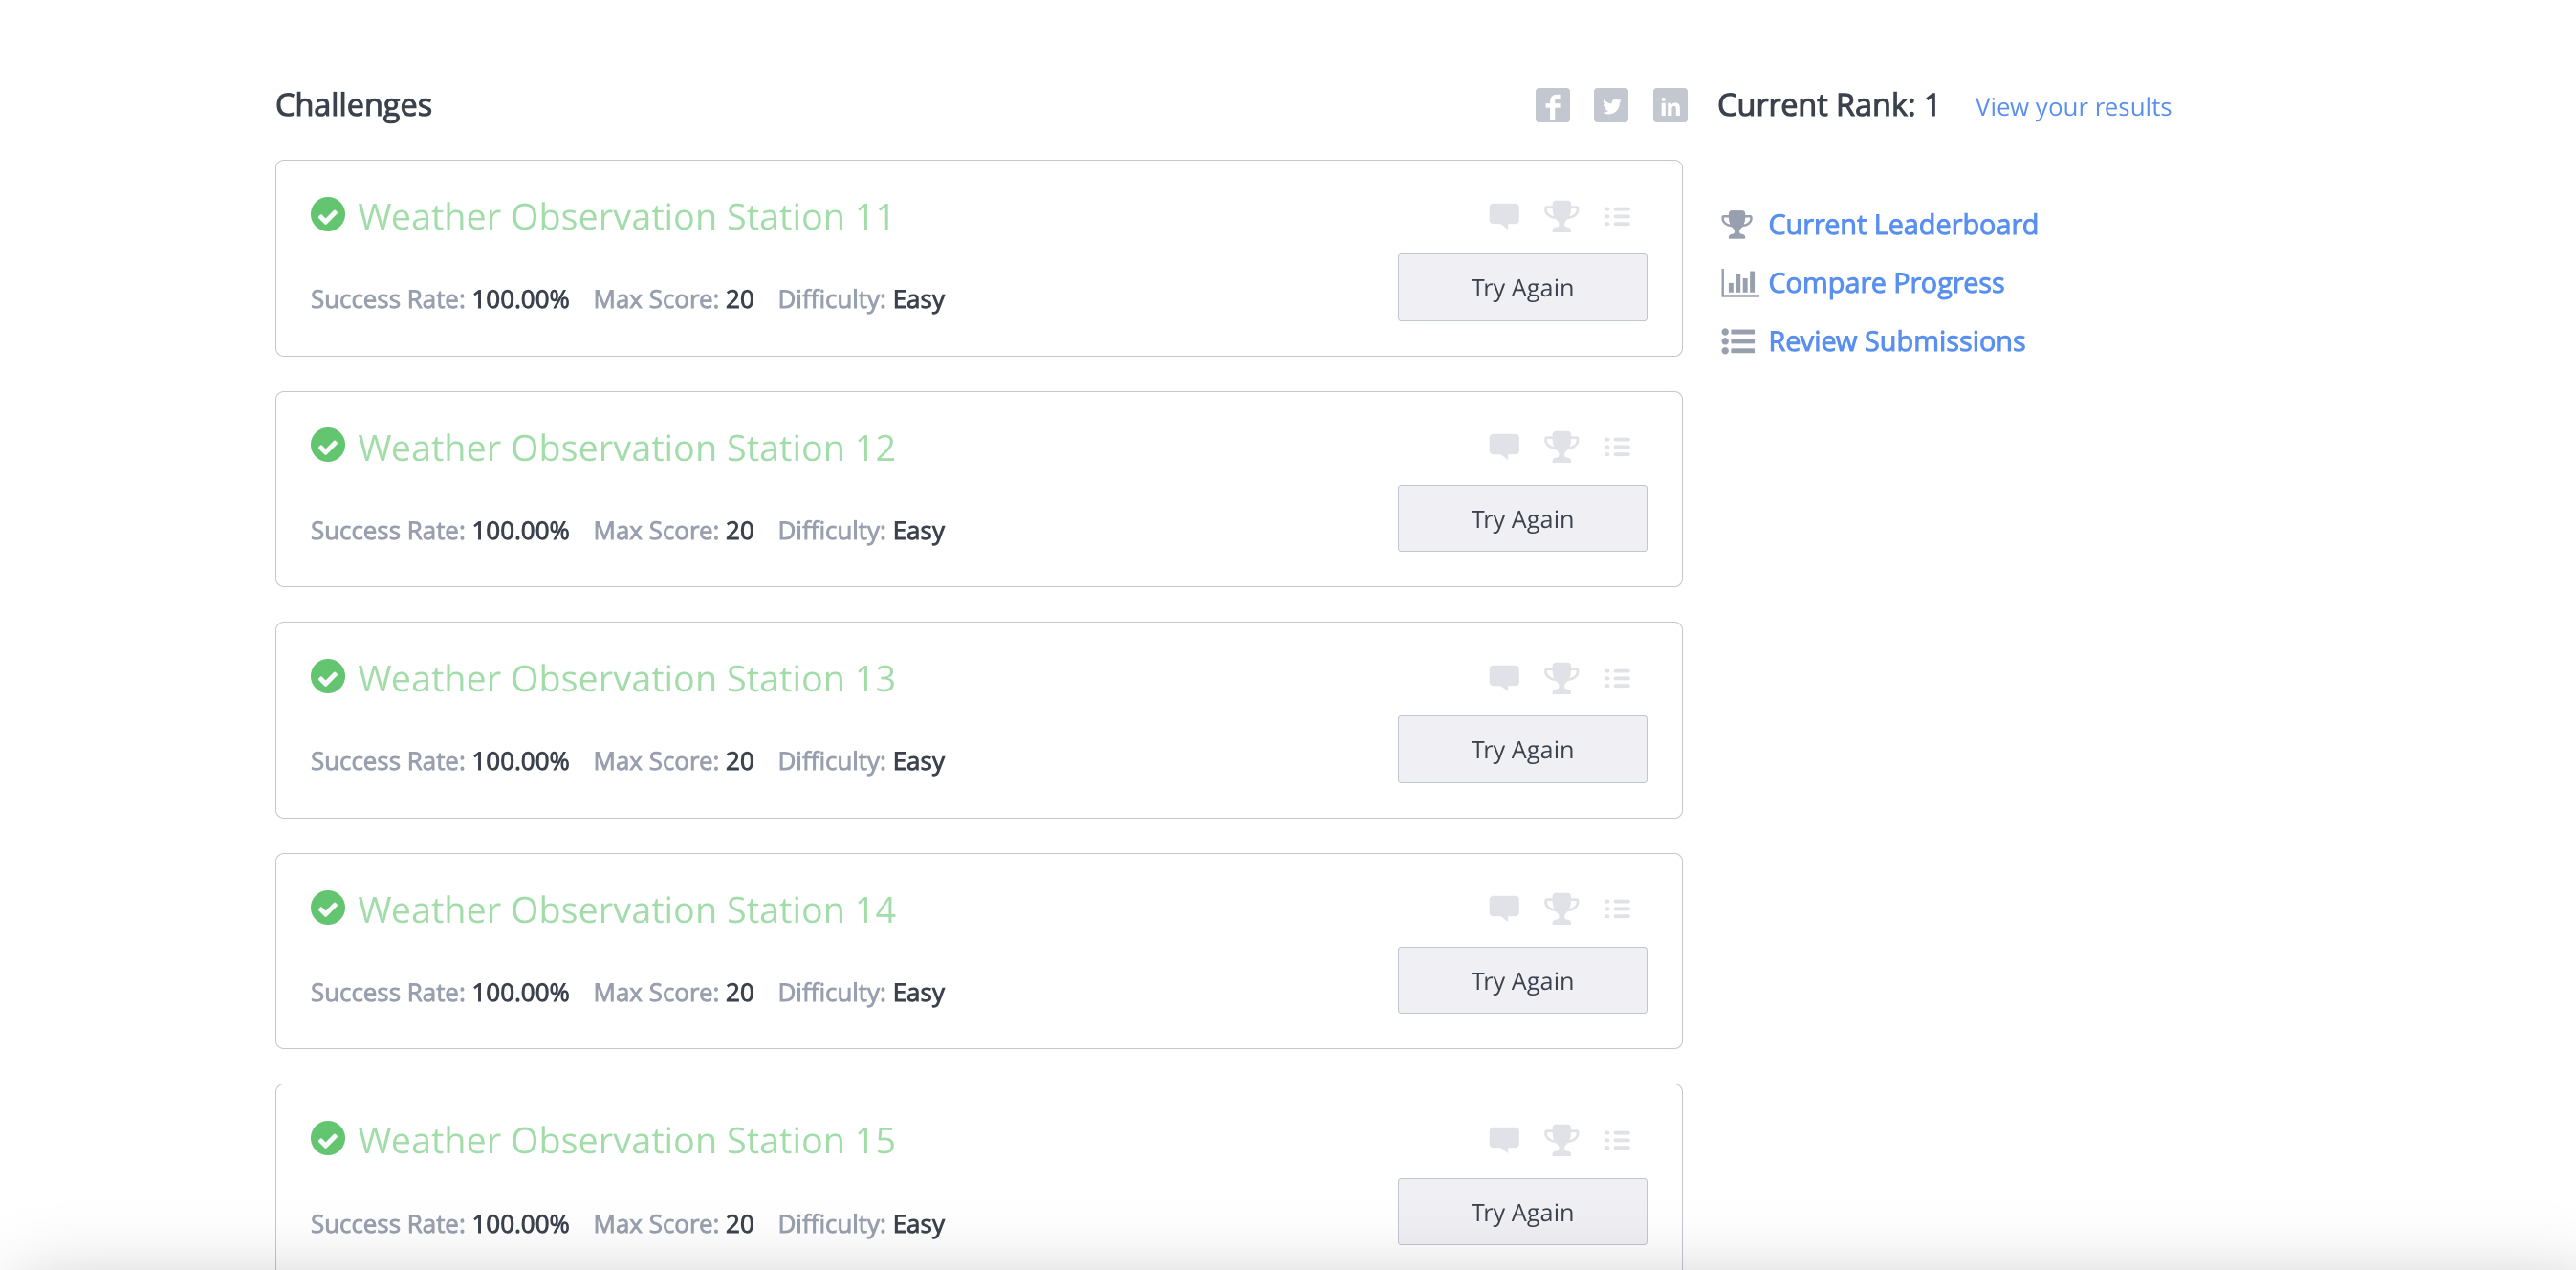 Challenges
Current Rank: 1 View your results
Weather Observation Station 11
Success Rate: 100.00% Max Score: 20 Difficulty: Easy
Try Again
Current Leaderboard
Compare Progress
Review Submissions
Weather Observation Station 12
Success Rate: 100.00% Max Score: 20 Difficulty: Easy
Try Again
Weather Observation Station 13
Success Rate: 100.00% Max Score: 20 Difficulty: Easy
Try Again
Weather Observation Station 14
Success Rate: 100.00% Max Score: 20 Difficulty: Easy
Try Again
Weather Observation Station 15
Success Rate: 100.00% Max Score: 20 Difficulty: Easy
Try Again